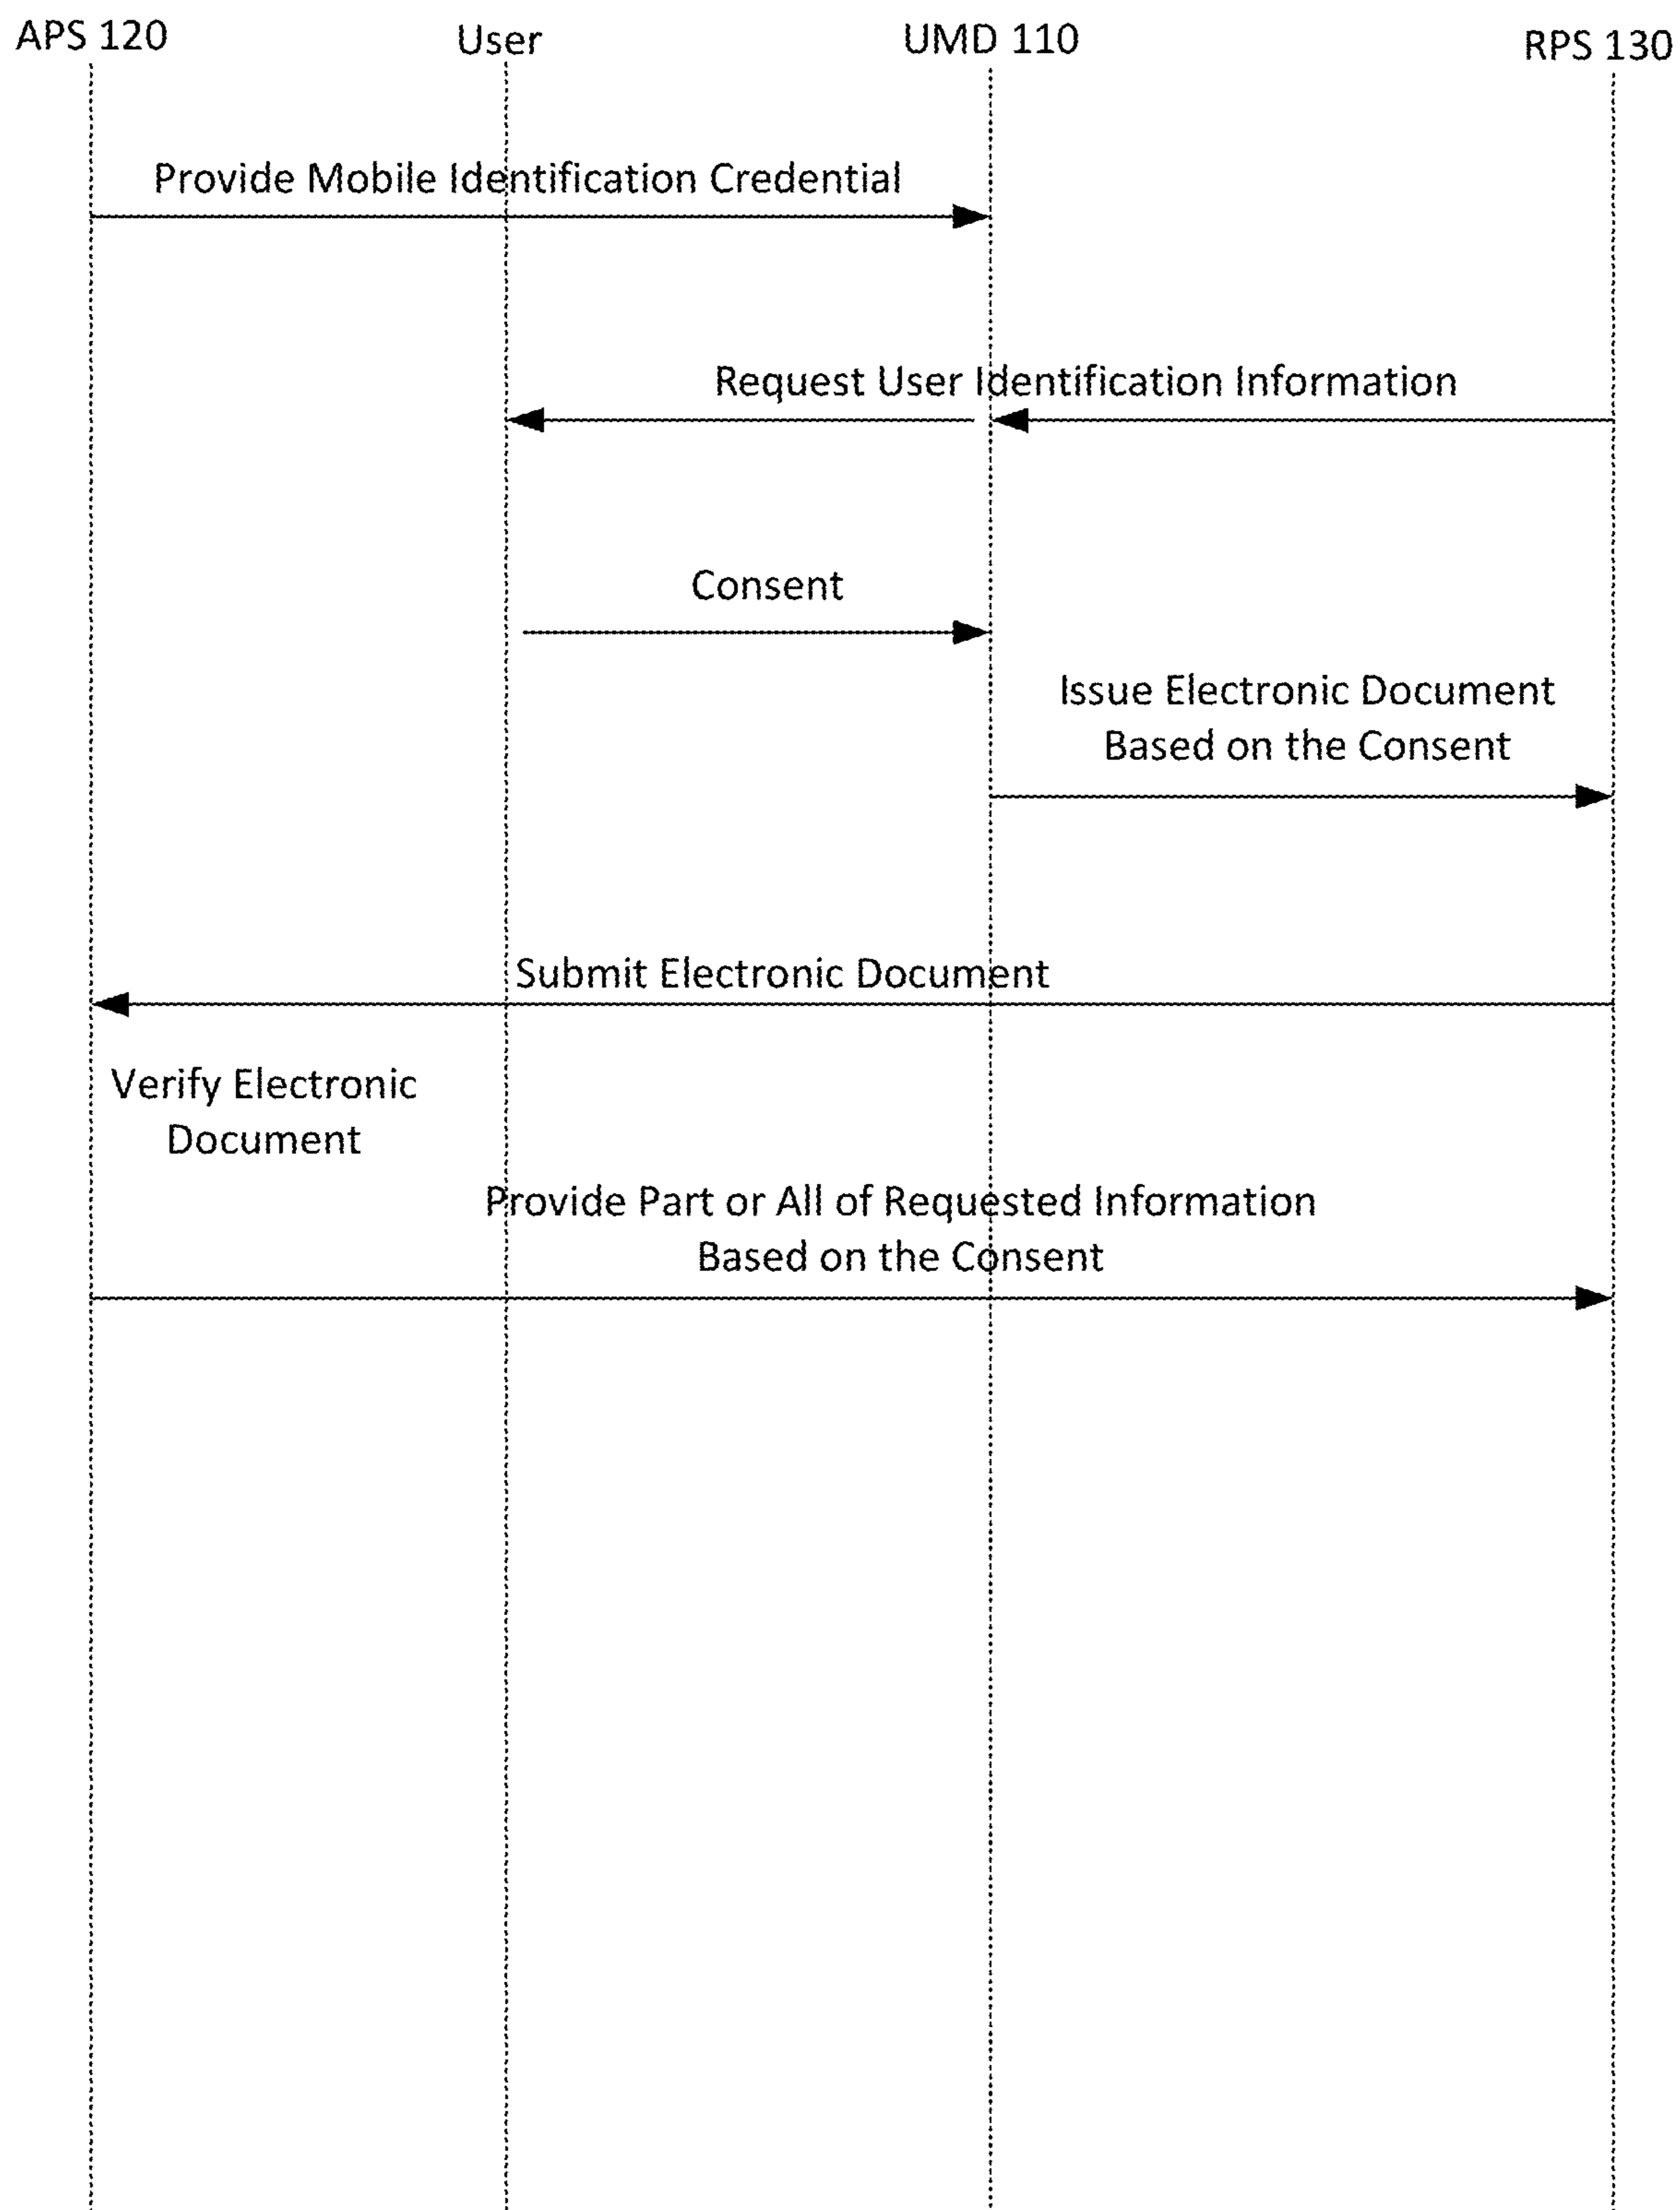 APS 120
User
UMD 110
RPS 130
Provide Mobile Identification Credential
Request User Identification Information
Consent
Issue Electronic Document
Based on the Consent
Submit Electronic Document
Verify Electronic
Document
Provide Part or All of Requested Information
Based on the Consent